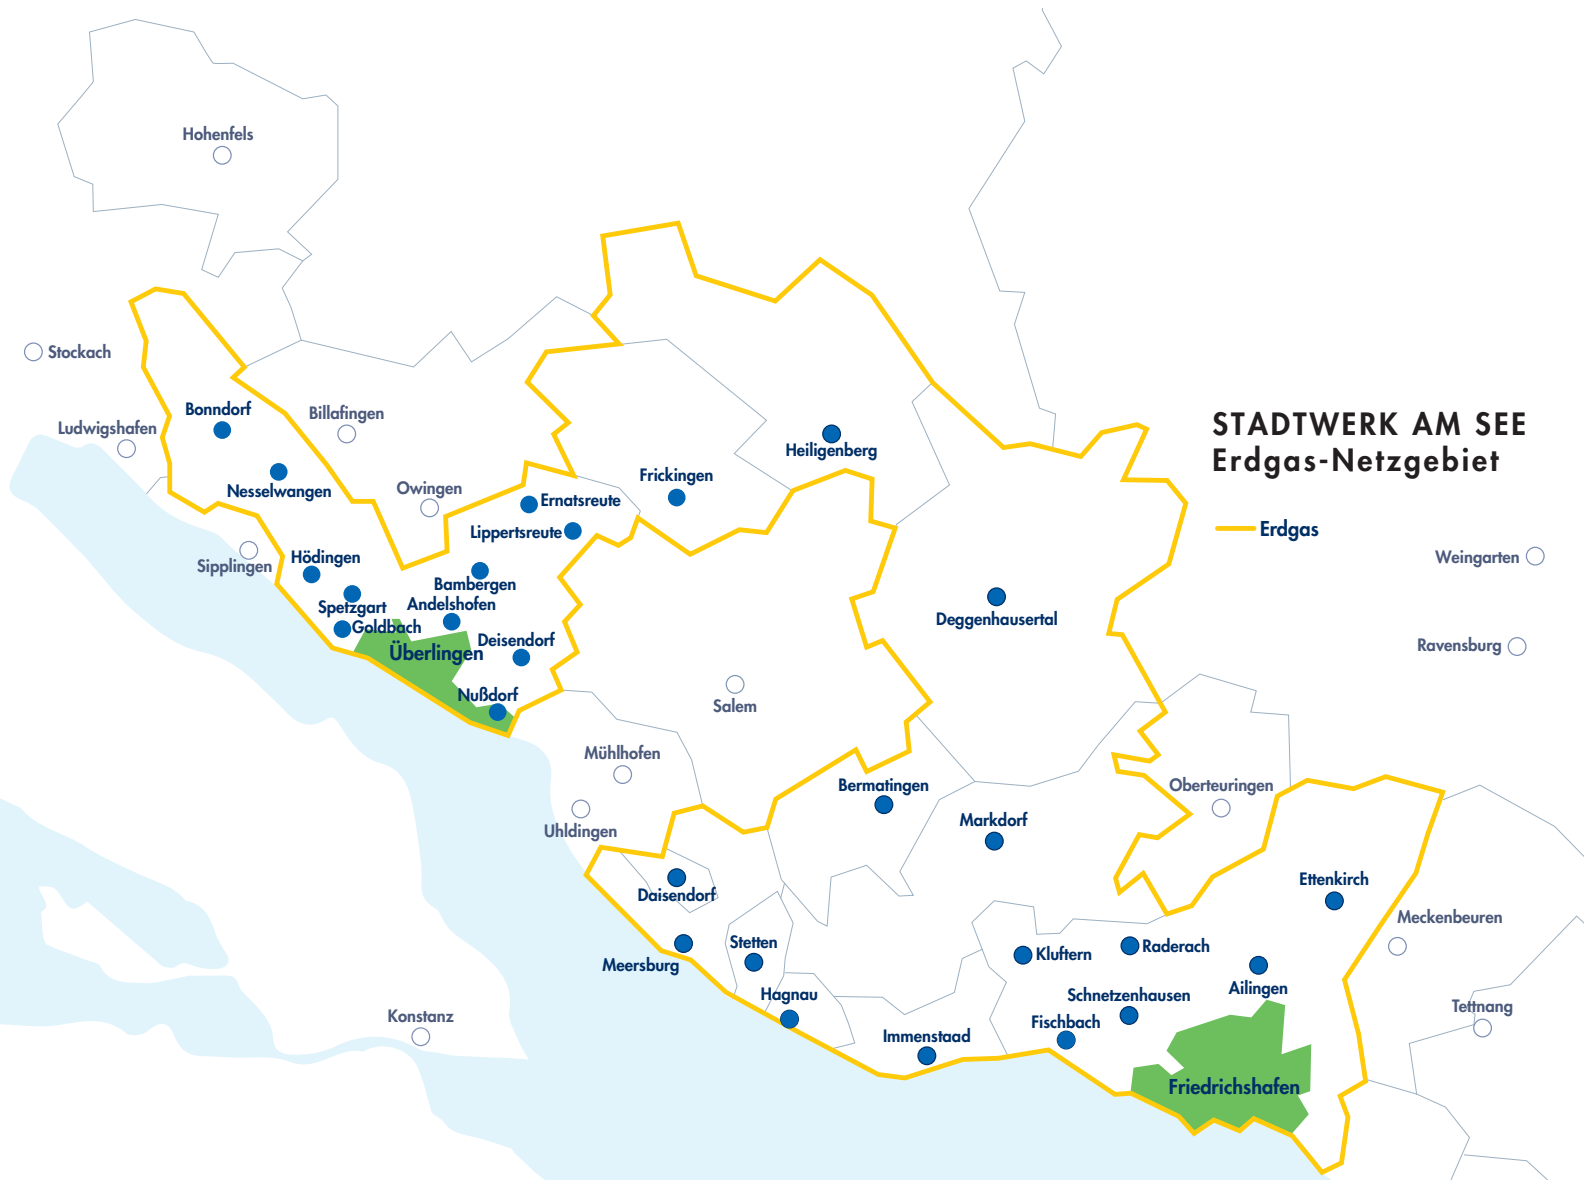 Hohenfels
Stockach
Ludwigshafen
Bonndorf
Billafingen
Nesselwangen
Owingen
Ernatsreute
Lippertsreute
Frickingen
Heiligenberg
STADTWERK AM SEE
Erdgas-Netzgebiet
Erdgas
Weingarten
Ravensburg
Sipplingen
Hödingen
Spetzgart
Goldbach
Bambergen
Andelshofen
Überlingen
Deisendorf
Nußdorf
Deggenhausertal
Salem
Mühlhofen
Uhldingen
Bermatingen
Markdorf
Oberteuringen
Daisendorf
Meersburg
Stetten
Hagnau
Immenstaad
Kluftern
Raderach
Ettenkirch
Meckenbeuren
Schnetzenhausen
Ailingen
Fischbach
Tettnang
Konstanz
Friedrichshafen